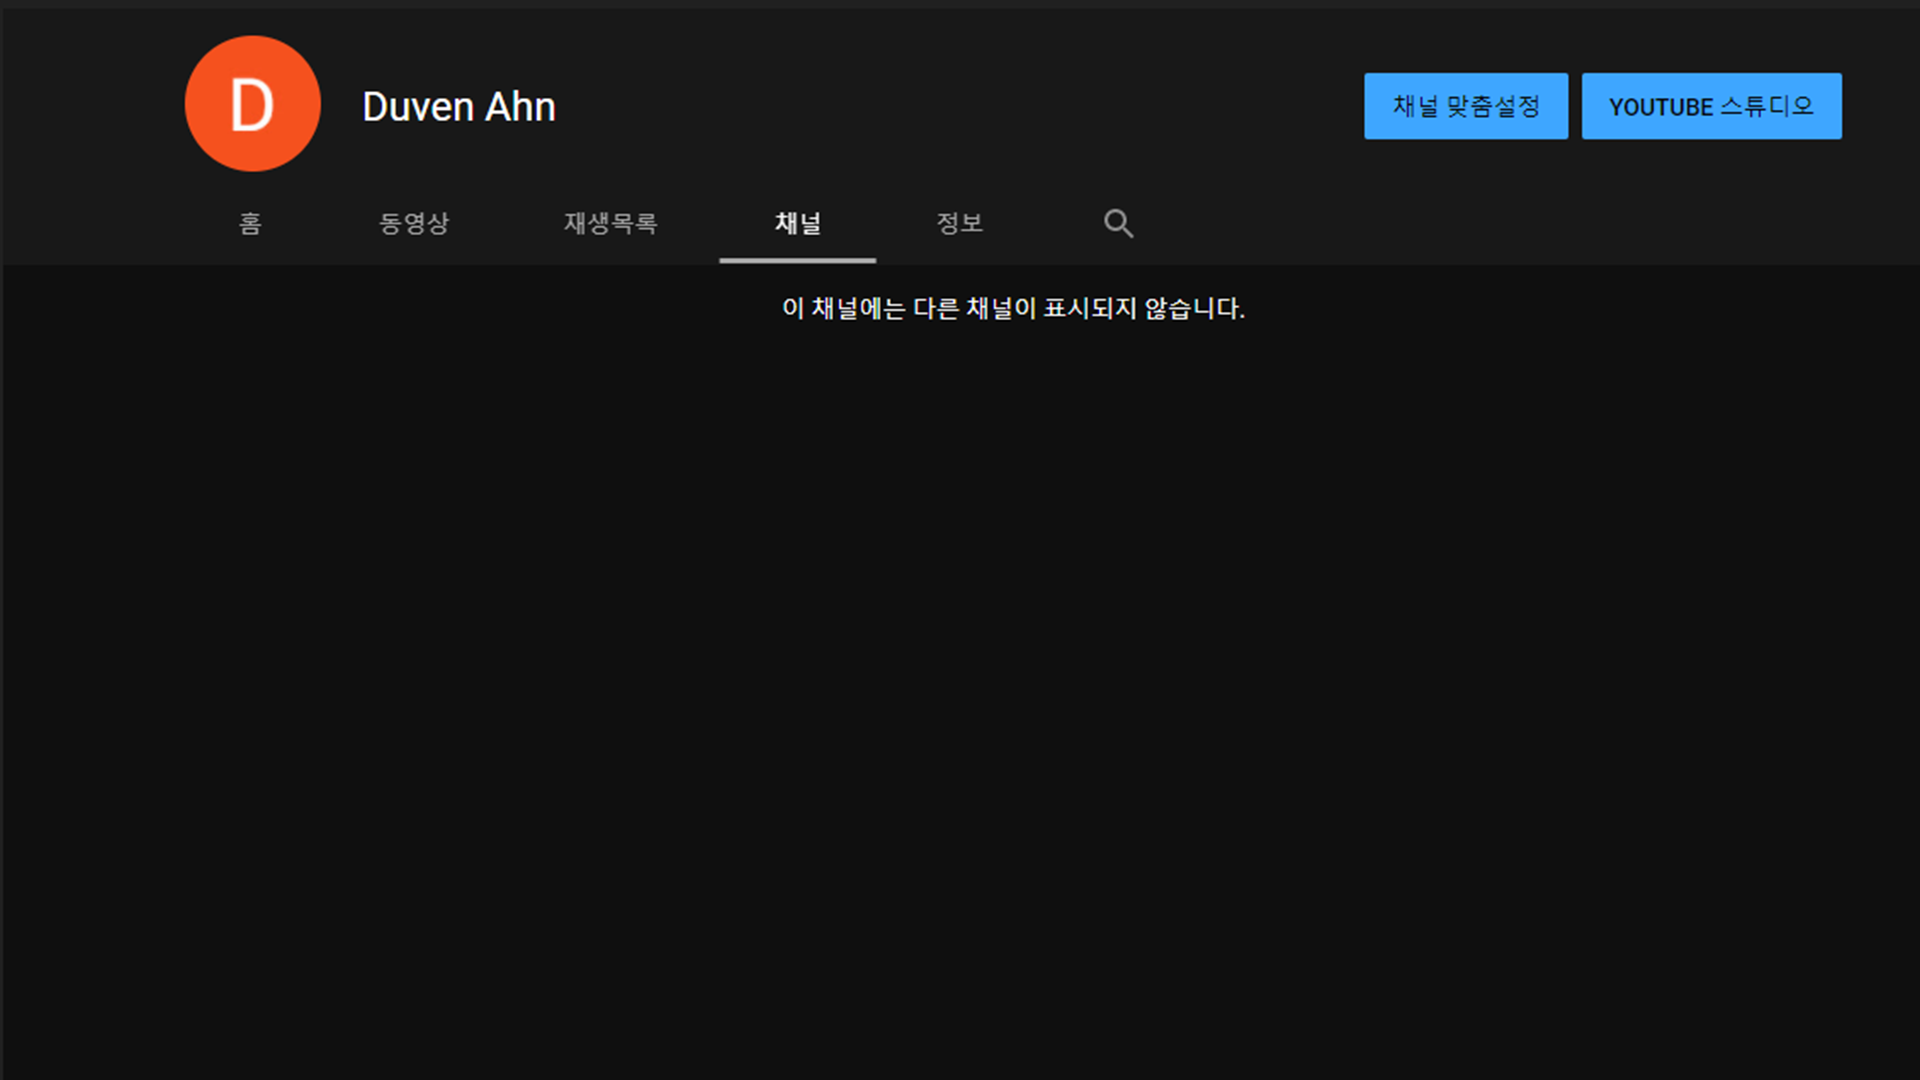 D
Duven Ahn
채널 맞춤설정
YOUTUBE 스튜디오
홈 동영상 재생목록 채널 정보
이 채널에는 다른 채널이 표시되지 않습니다.